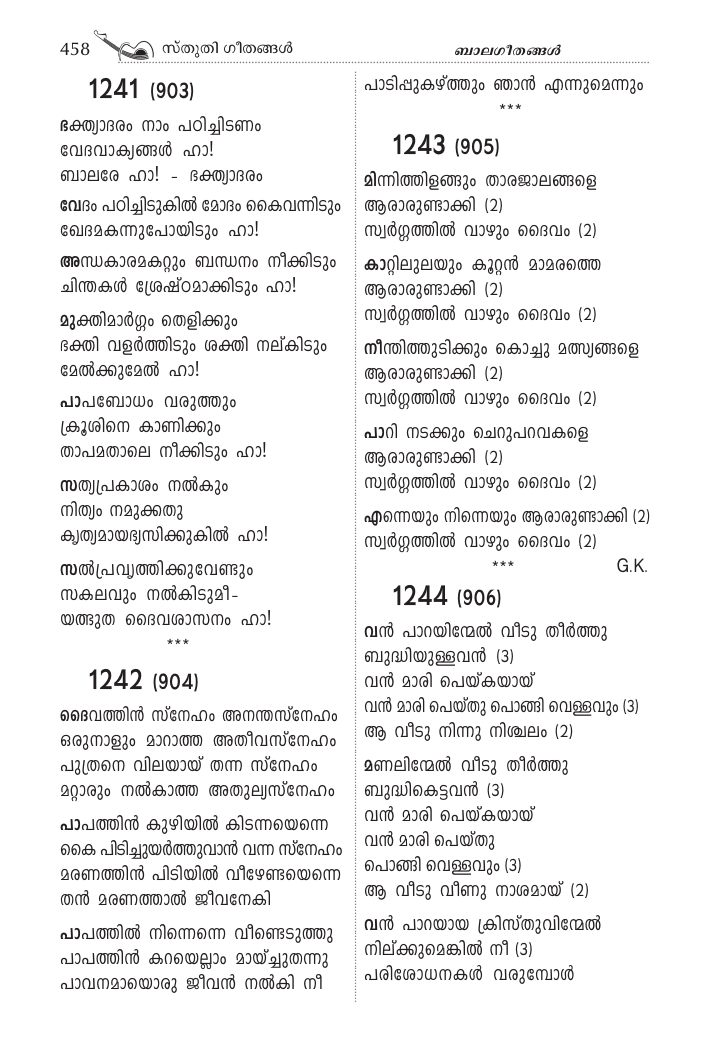 458 സ്തുതി ഗീതങ്ങൾ ബാലഗീതങ്ങൾ
1241 (903)
ഭക്ത്യാദരം നാം പഠിച്ചിടണം
വേദവാക്യങ്ങൾ ഹാ!
ബാലരേ ഹാ! - ഭക്ത്യാദരം
വേദം പഠിച്ചിടുകിൽ മോദം കൈവന്നിടും
ഖേദമകന്നുപോയിടും ഹാ!
അന്ധകാരമകറ്റും ബന്ധനം നീക്കിടും
ചിന്തകൾ ശ്രേഷ്ഠമാക്കിടും ഹാ!
മുക്തിമാർഗ്ഗം തെളിക്കും
ഭക്തി വളർത്തിടും ശക്തി നല്കിടും
മേൽക്കുമേൽ ഹാ!
പാപബോധം വരുത്തും
ക്രൂശിനെ കാണിക്കും
താപമതാലെ നീക്കിടും ഹാ!
സത്യപ്രകാശം നൽകും
നിത്യം നമുക്കതു
കൃത്യമായഭ്യസിക്കുകിൽ ഹാ!
സൽപ്രവൃത്തിക്കുവേണ്ടും
സകലവും നൽകിടുമീ-
യത്ഭുത ദൈവശാസനം ഹാ!
***
1242 (904)
ദൈവത്തിൻ സ്നേഹം അനന്തസ്നേഹം
ഒരുനാളും മാറാത്ത അതീവസ്നേഹം
പുത്രനെ വിലയായ് തന്ന സ്നേഹം
മറ്റാരും നൽകാത്ത അതുല്യസ്നേഹം
പാപത്തിൻ കുഴിയിൽ കിടന്നയെന്നെ
കൈ പിടിച്ചുയർത്തുവാൻ വന്ന സ്നേഹം
മരണത്തിൻ പിടിയിൽ വീഴേണ്ടയെന്നെ
തൻ മരണത്താൽ ജീവനേകി
പാപത്തിൽ നിന്നെന്നെ വീണ്ടെടുത്തു
പാപത്തിൻ കറയെല്ലാം മായ്ച്ചുതന്നു
പാവനമായൊരു ജീവൻ നൽകി നീ
പാടിപ്പുകഴ്ത്തും ഞാൻ എന്നുമെന്നും
***
1243 (905)
മിന്നിത്തിളങ്ങും താരജാലങ്ങളെ
ആരാരുണ്ടാക്കി (2)
സ്വർഗ്ഗത്തിൽ വാഴും ദൈവം (2)
കാറ്റിലുലയും കൂറ്റൻ മാമരത്തെ
ആരാരുണ്ടാക്കി (2)
സ്വർഗ്ഗത്തിൽ വാഴും ദൈവം (2)
നീന്തിത്തുടിക്കും കൊച്ചു മത്സ്യങ്ങളെ
ആരാരുണ്ടാക്കി (2)
സ്വർഗ്ഗത്തിൽ വാഴും ദൈവം (2)
പാറി നടക്കും ചെറുപറവകളെ
ആരാരുണ്ടാക്കി (2)
സ്വർഗ്ഗത്തിൽ വാഴും ദൈവം (2)
എന്നെയും നിന്നെയും ആരാരുണ്ടാക്കി (2)
സ്വർഗ്ഗത്തിൽ വാഴും ദൈവം (2)
*** G.K.
1244 (906)
വൻ പാറയിന്മേൽ വീടു തീർത്തു
ബുദ്ധിയുള്ളവൻ (3)
വൻ മാരി പെയ്കയായ്
വൻ മാരി പെയ്തു പൊങ്ങി വെള്ളവും (3)
ആ വീടു നിന്നു നിശ്ചലം (2)
മണലിന്മേൽ വീടു തീർത്തു
ബുദ്ധികെട്ടവൻ (3)
വൻ മാരി പെയ്കയായ്
വൻ മാരി പെയ്തു
പൊങ്ങി വെള്ളവും (3)
ആ വീടു വീണു നാശമായ് (2)
വൻ പാറയായ ക്രിസ്തുവിന്മേൽ
നില്ക്കുമെങ്കിൽ നീ (3)
പരിശോധനകൾ വരുമ്പോൾ